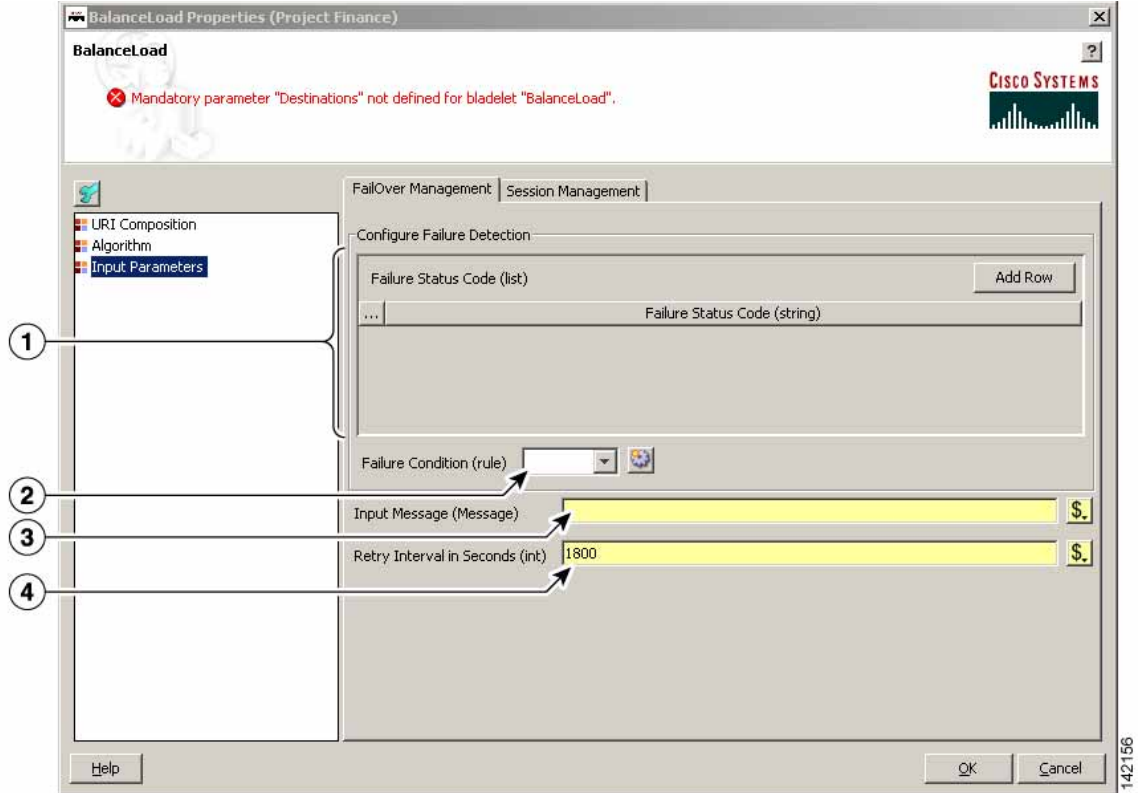 BalanceLoad Properties (Project Finance)
BalanceLoad
?
Mandatory parameter "Destinations" not defined for bladelet "BalanceLoad".
CISCO SYSTEMS
FailOver Management
Session Management
URI Composition
Algorithm
Input Parameters
Configure Failure Detection
Failure Status Code (list)
Add Row
...
Failure Status Code (string)
1
Failure Condition (rule)
2
Input Message (Message)
$
3
Retry Interval in Seconds (int)
1800
$
4
Help
OK
Cancel
142156